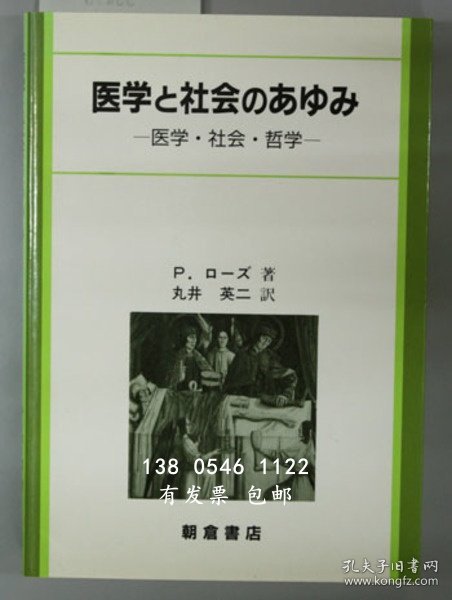 医学と社会のあゆみ
―医学・社会・哲学―
P. ローズ 著
丸井 英二 訳
138 0546 1122
有发票 包邮
朝倉書店
孔夫子旧书网
www.kongfz.com